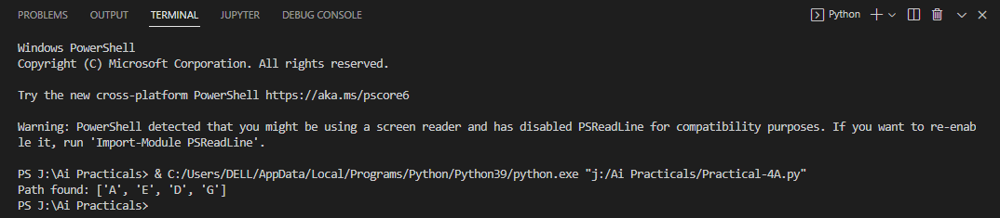 PROBLEMS OUTPUT TERMINAL JUPYTER DEBUG CONSOLE Python
Windows PowerShell
Copyright (C) Microsoft Corporation. All rights reserved.
Try the new cross-platform PowerShell https://aka.ms/pscore6
Warning: PowerShell detected that you might be using a screen reader and has disabled PSReadLine for compatibility purposes. If you want to re-enab
le it, run 'Import-Module PSReadLine'.
PS J:\Ai Practicals> & C:/Users/DELL/AppData/Local/Programs/Python/Python39/python.exe "j:/Ai Practicals/Practical-4A.py"
Path found: ['A', 'E', 'D', 'G']
PS J:\Ai Practicals>